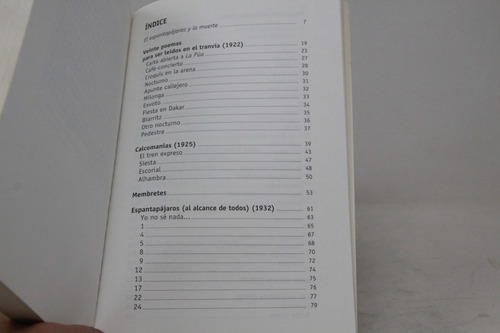 ÍNDICE
El espantapájaros y la muerte 7
Veinte poemas
para ser leídos en el tranvía (1922) 19
Carta abierta a La Púa 23
Café-concierto 27
Croquis en la arena 28
Nocturno 30
Apunte callejero 31
Milonga 32
Exvoto 33
Fiesta en Dakar 34
Biarritz 35
Otro nocturno 36
Pedestre 37
Calcomanías (1925) 39
El tren expreso 43
Siesta 47
Escorial 48
Alhambra 50
Membretes 53
Espantapájaros (al alcance de todos) (1932) 61
Yo no sé nada... 63
1 65
4 67
5 68
8 70
9 72
12 74
13 76
17 77
24 79